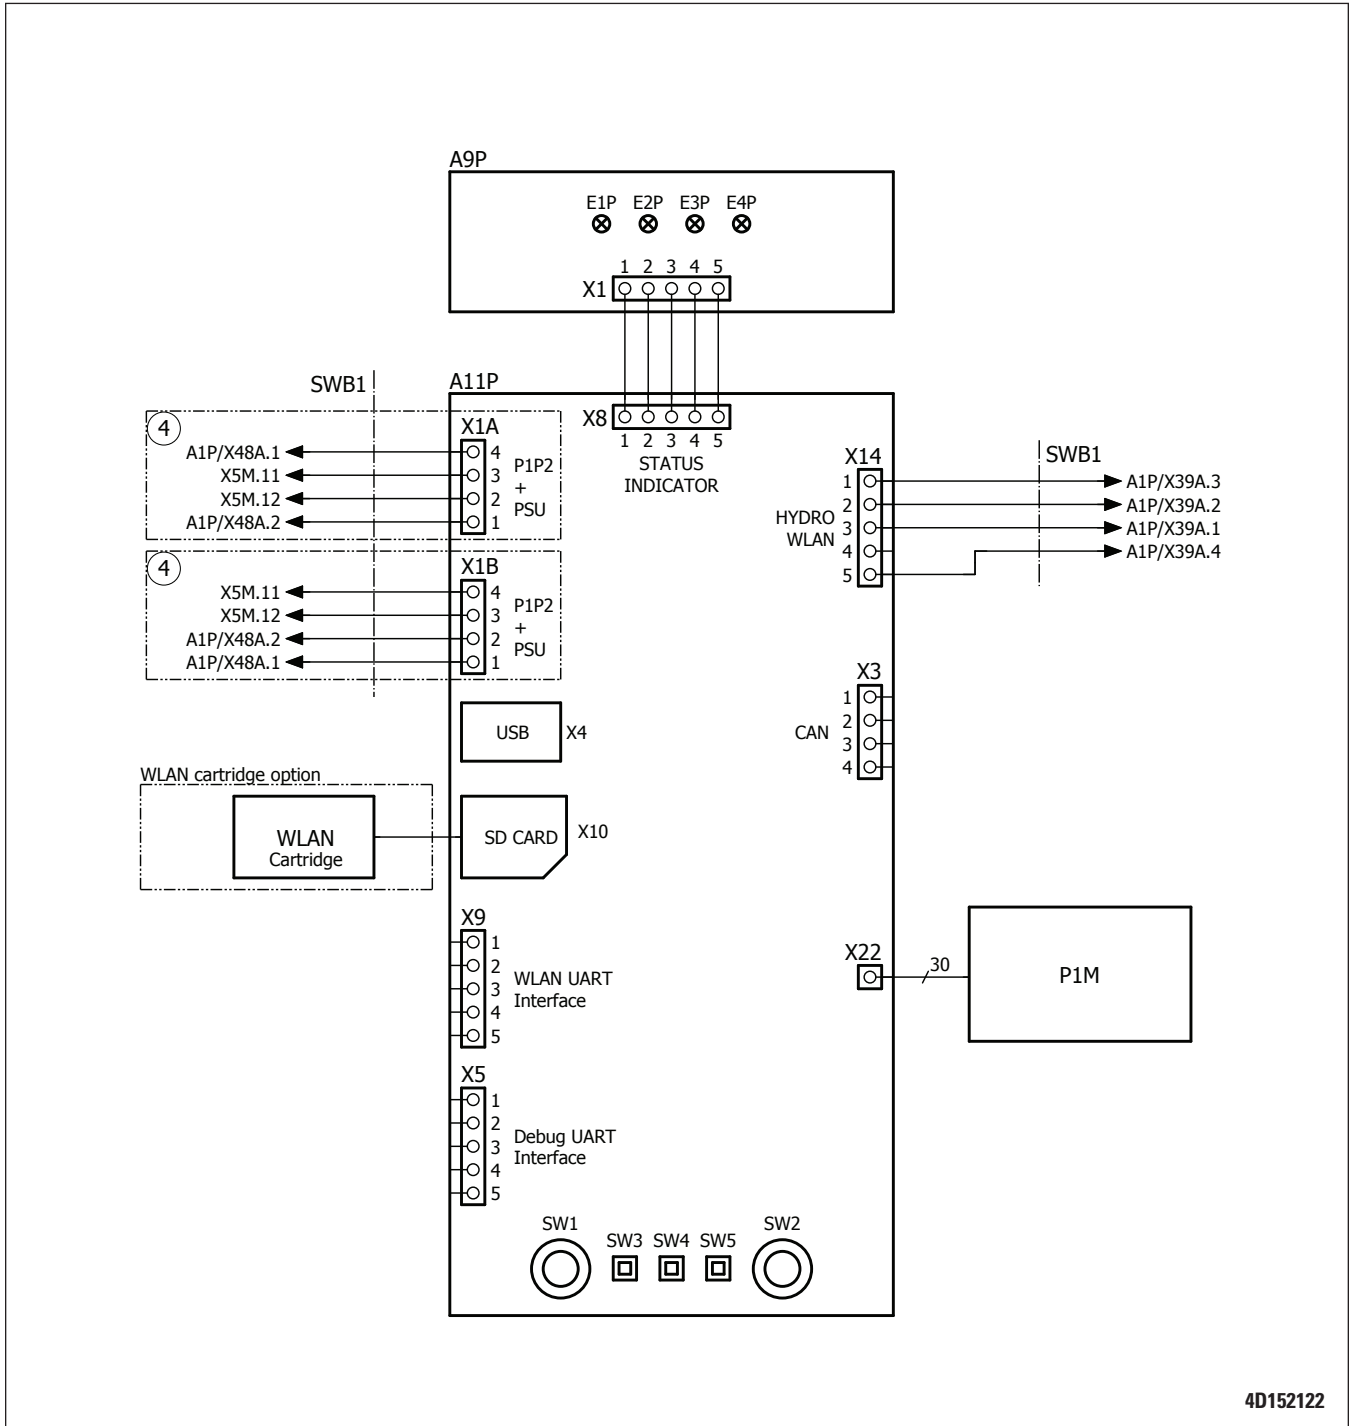 A9P
E1P E2P E3P E4P
1 2 3 4 5
X1
SWB1
A11P
X8
1 2 3 4 5
STATUS
INDICATOR
4
X1A
A1P/X48A.1
4
X5M.11
3
X5M.12
2
A1P/X48A.2
1
P1P2
+
PSU
4
X1B
X5M.11
4
X5M.12
3
A1P/X48A.2
2
A1P/X48A.1
1
P1P2
+
PSU
X14
SWB1
1
A1P/X39A.3
2
A1P/X39A.2
3
A1P/X39A.1
4
A1P/X39A.4
5
HYDRO
WLAN
X3
1
2
3
4
CAN
USB
X4
WLAN cartridge option
WLAN
Cartridge
SD CARD
X10
X9
1
2
3
4
5
WLAN UART
Interface
X22
30
P1M
X5
1
2
3
4
5
Debug UART
Interface
SW1
SW3 SW4 SW5
SW2
4D152122